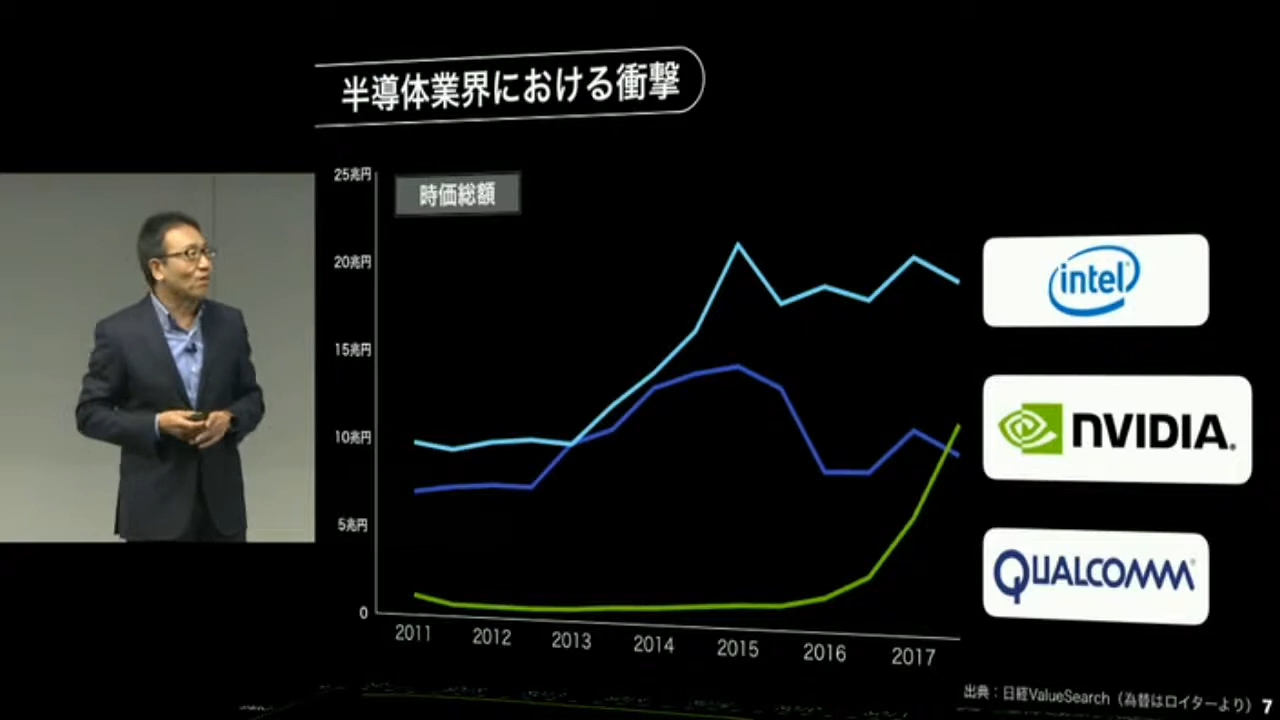 半導体業界における衝撃
25兆円
時価総額
20兆円
15兆円
10兆円
5兆円
0
2011 2012 2013 2014 2015 2016 2017
intel
NVIDIA.
QUALCOMM
出典：日経ValueSearch（為替はロイターより） 7